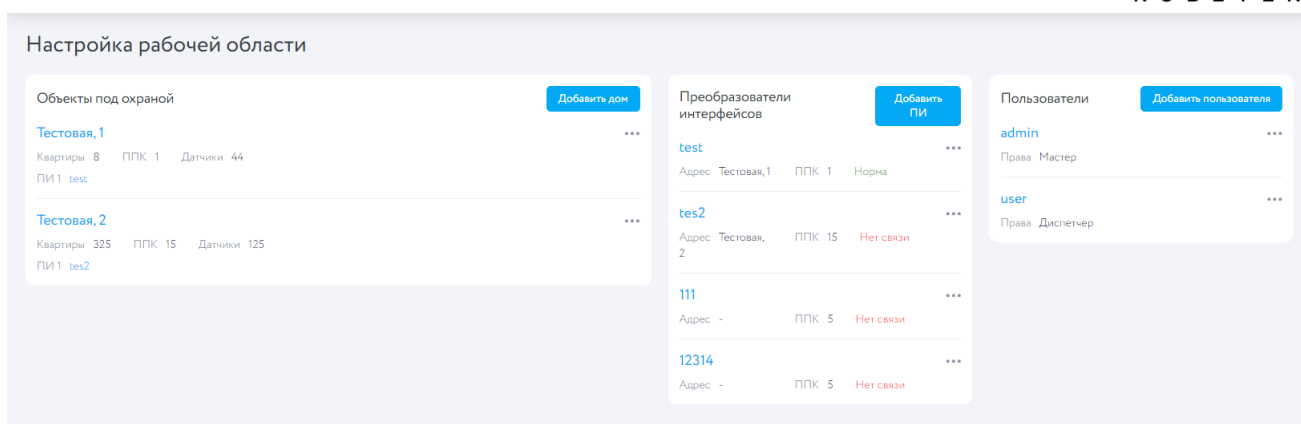 Настройка рабочей области
Объекты под охраной
Добавить дом
Тестовая, 1
Квартиры 8 ППК 1 Датчики 44
ПИ 1 test
Тестовая, 2
Квартиры 325 ППК 15 Датчики 125
ПИ 1 tes2
Преобразователи
интерфейсов
Добавить
ПИ
test
Адрес Тестовая, 1 ППК 1 Норма
tes2
Адрес Тестовая, ППК 15 Нет связи
2
111
Адрес - ППК 5 Нет связи
12314
Адрес - ППК 5 Нет связи
Пользователи
Добавить пользователя
admin
Права Мастер
user
Права Диспетчер